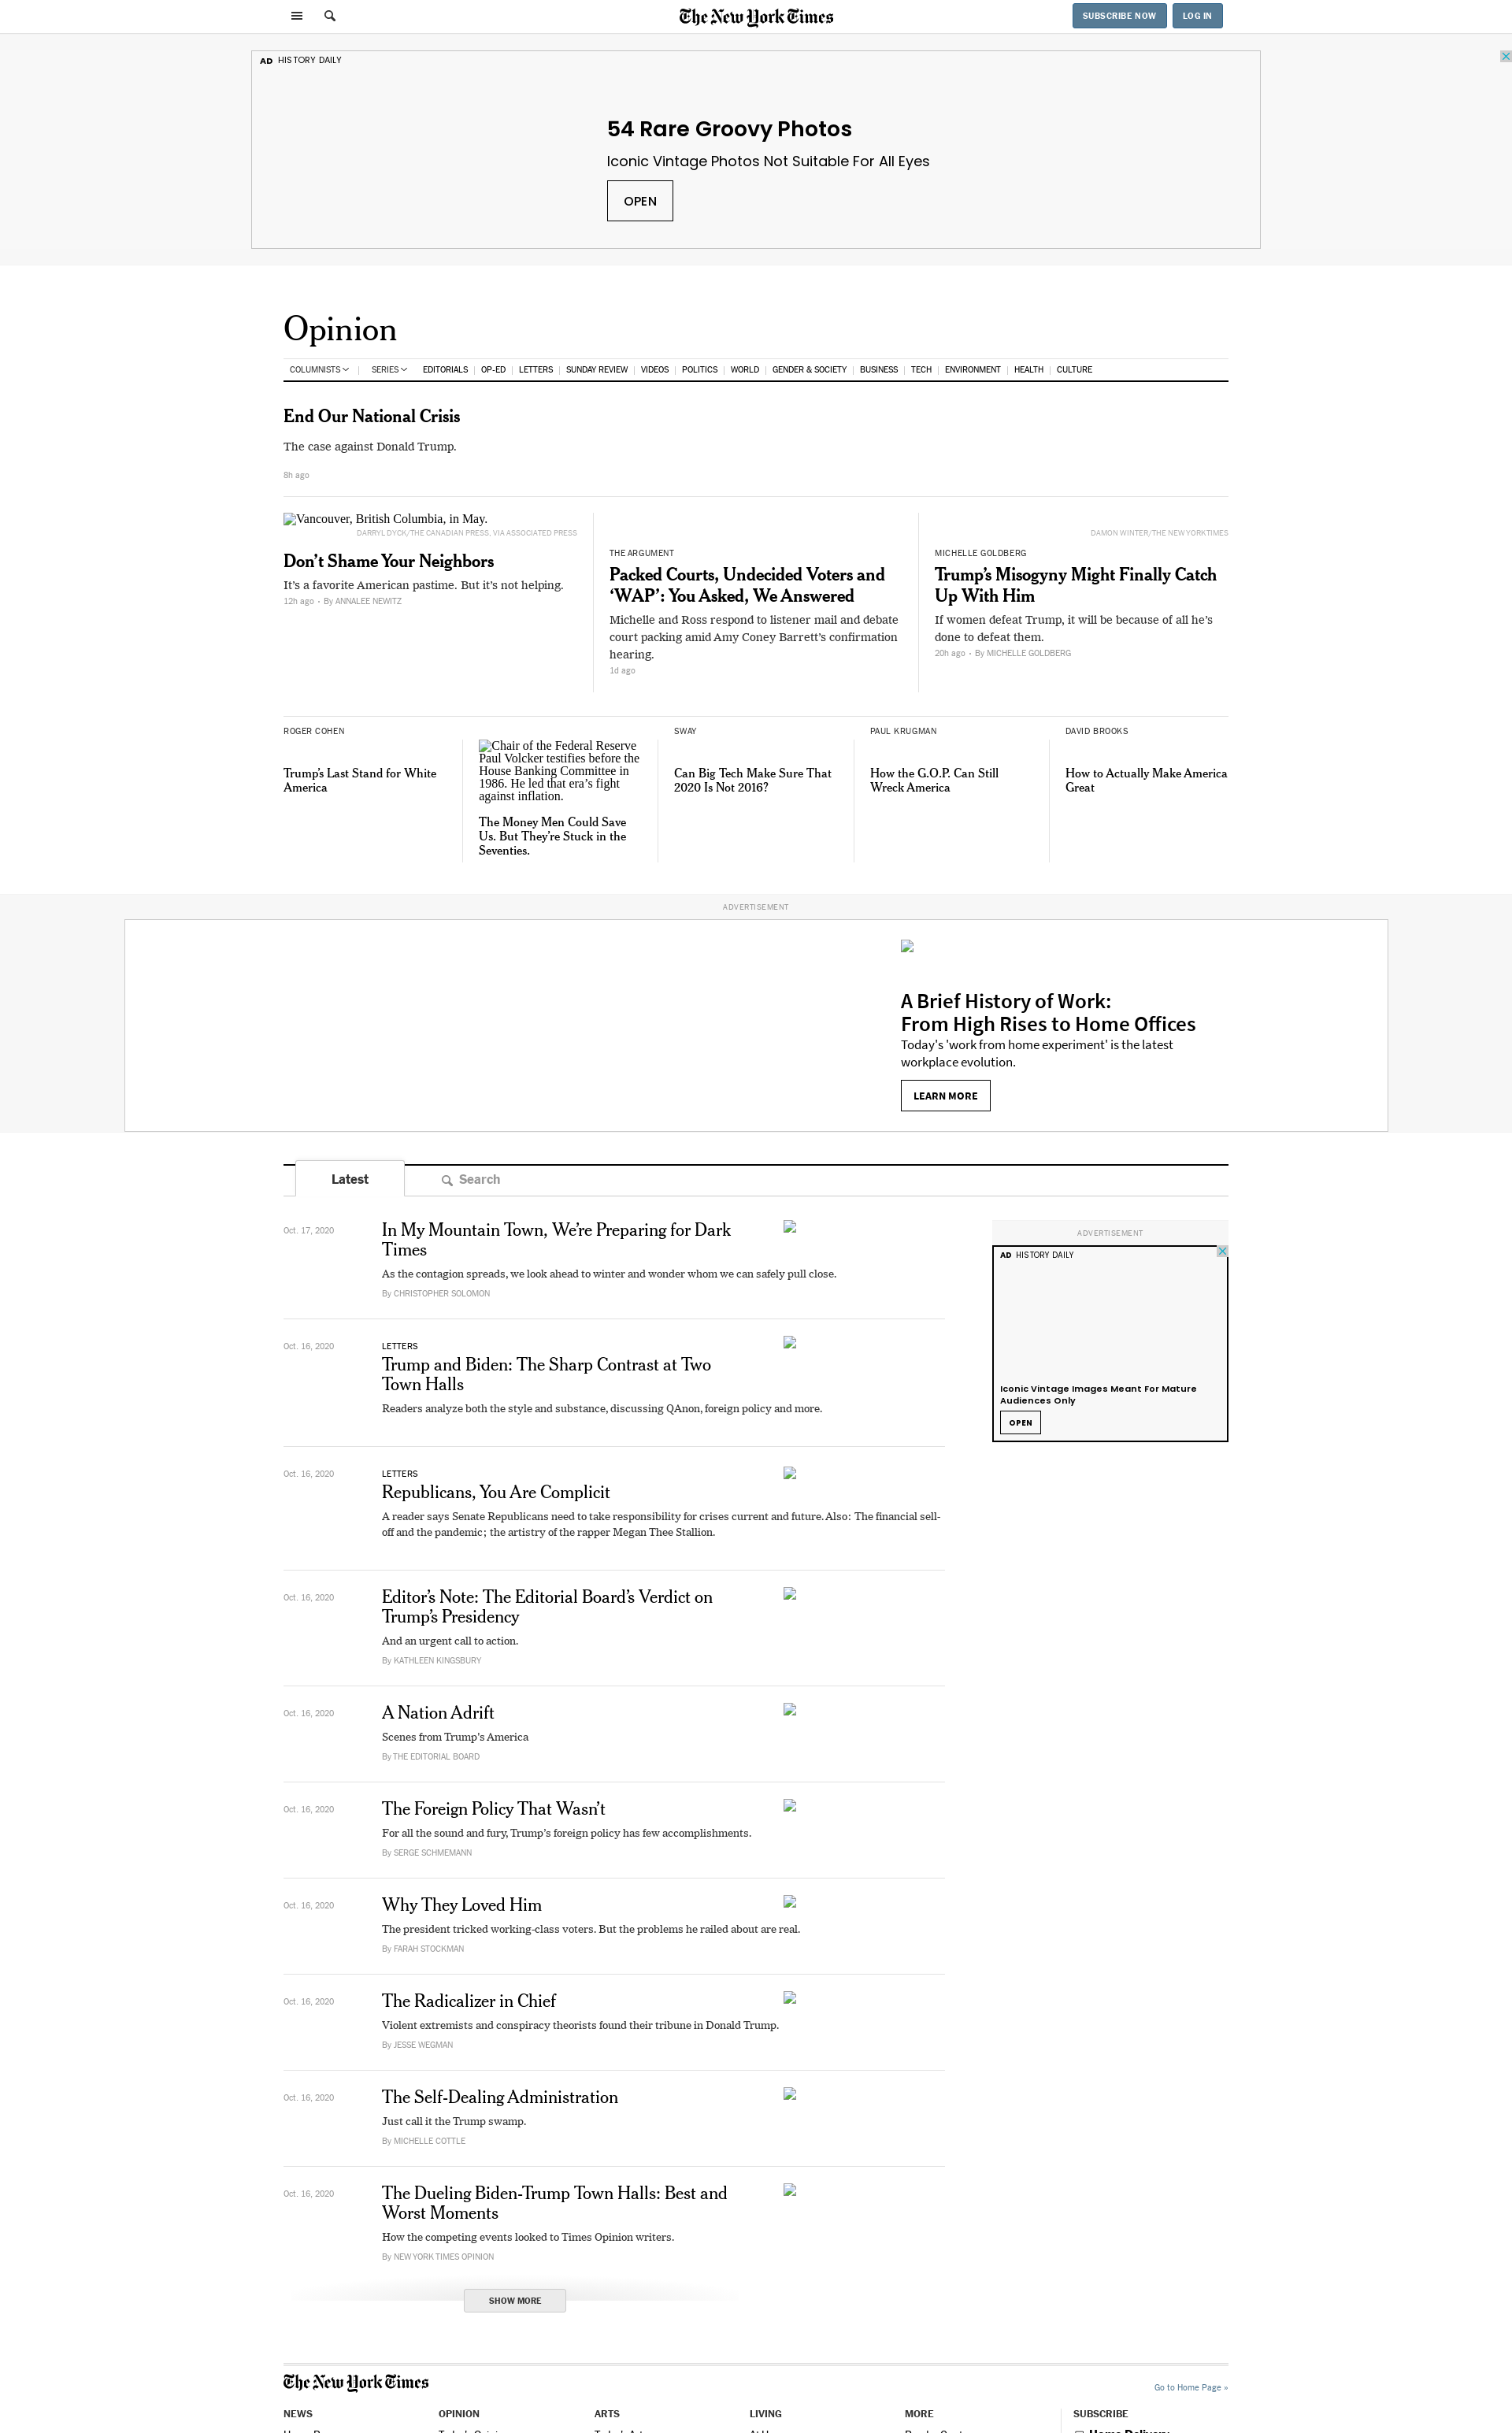 The New York Times
SUBSCRIBE NOW
LOG IN
AD HISTORY DAILY
54 Rare Groovy Photos
Iconic Vintage Photos Not Suitable For All Eyes
OPEN
Opinion
COLUMNISTS
SERIES
EDITORIALS
OP-ED
LETTERS
SUNDAY REVIEW
VIDEOS
POLITICS
WORLD
GENDER & SOCIETY
BUSINESS
TECH
ENVIRONMENT
HEALTH
CULTURE
End Our National Crisis
The case against Donald Trump.
8h ago
Vancouver, British Columbia, in May.
DARRYL DYCK/THE CANADIAN PRESS, VIA ASSOCIATED PRESS
Don’t Shame Your Neighbors
It’s a favorite American pastime. But it’s not helping.
12h ago • By ANNALEE NEWITZ
THE ARGUMENT
Packed Courts, Undecided Voters and
‘WAP’: You Asked, We Answered
Michelle and Ross respond to listener mail and debate
court packing amid Amy Coney Barrett’s confirmation
hearing.
1d ago
DAMON WINTER/THE NEW YORK TIMES
MICHELLE GOLDBERG
Trump’s Misogyny Might Finally Catch
Up With Him
If women defeat Trump, it will be because of all he’s
done to defeat them.
20h ago • By MICHELLE GOLDBERG
ROGER COHEN
Trump’s Last Stand for White
America
Chair of the Federal Reserve
Paul Volcker testifies before the
House Banking Committee in
1986. He led that era’s fight
against inflation.
The Money Men Could Save
Us. But They’re Stuck in the
Seventies.
SWAY
Can Big Tech Make Sure That
2020 Is Not 2016?
PAUL KRUGMAN
How the G.O.P. Can Still
Wreck America
DAVID BROOKS
How to Actually Make America
Great
ADVERTISEMENT
A Brief History of Work:
From High Rises to Home Offices
Today's 'work from home experiment' is the latest
workplace evolution.
LEARN MORE
Latest
Search
Oct. 17, 2020
In My Mountain Town, We’re Preparing for Dark
Times
As the contagion spreads, we look ahead to winter and wonder whom we can safely pull close.
By CHRISTOPHER SOLOMON
ADVERTISEMENT
AD HISTORY DAILY
Iconic Vintage Images Meant For Mature
Audiences Only
OPEN
Oct. 16, 2020
LETTERS
Trump and Biden: The Sharp Contrast at Two
Town Halls
Readers analyze both the style and substance, discussing QAnon, foreign policy and more.
Oct. 16, 2020
LETTERS
Republicans, You Are Complicit
A reader says Senate Republicans need to take responsibility for crises current and future. Also: The financial sell-
off and the pandemic; the artistry of the rapper Megan Thee Stallion.
Oct. 16, 2020
Editor’s Note: The Editorial Board’s Verdict on
Trump’s Presidency
And an urgent call to action.
By KATHLEEN KINGSBURY
Oct. 16, 2020
A Nation Adrift
Scenes from Trump’s America
By THE EDITORIAL BOARD
Oct. 16, 2020
The Foreign Policy That Wasn’t
For all the sound and fury, Trump’s foreign policy has few accomplishments.
By SERGE SCHMEMANN
Oct. 16, 2020
Why They Loved Him
The president tricked working-class voters. But the problems he railed about are real.
By FARAH STOCKMAN
Oct. 16, 2020
The Radicalizer in Chief
Violent extremists and conspiracy theorists found their tribune in Donald Trump.
By JESSE WEGMAN
Oct. 16, 2020
The Self-Dealing Administration
Just call it the Trump swamp.
By MICHELLE COTTLE
Oct. 16, 2020
The Dueling Biden-Trump Town Halls: Best and
Worst Moments
How the competing events looked to Times Opinion writers.
By NEW YORK TIMES OPINION
SHOW MORE
The New York Times
Go to Home Page »
NEWS
OPINION
ARTS
LIVING
MORE
SUBSCRIBE